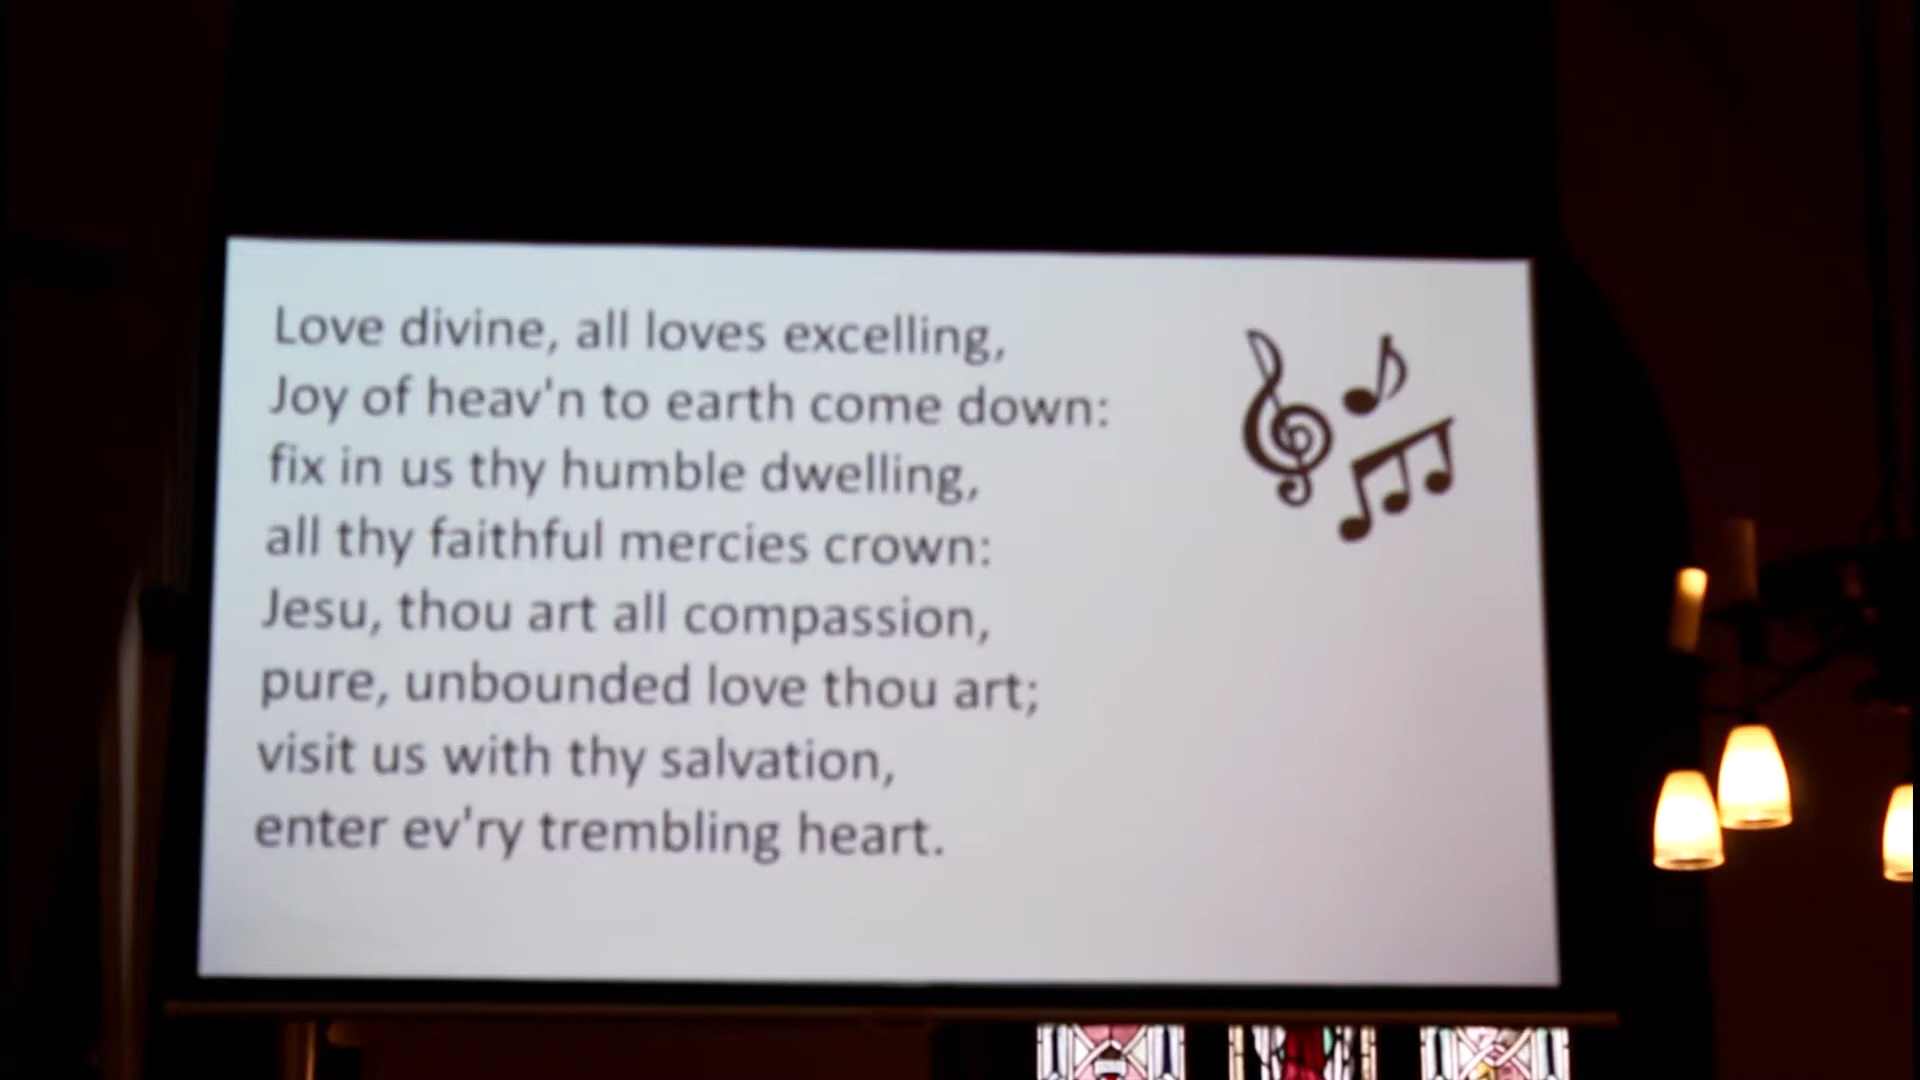 Love divine, all loves excelling,
Joy of heav'n to earth come down:
fix in us thy humble dwelling,
all thy faithful mercies crown:
Jesu, thou art all compassion,
pure, unbounded love thou art;
visit us with thy salvation,
enter ev'ry trembling heart.